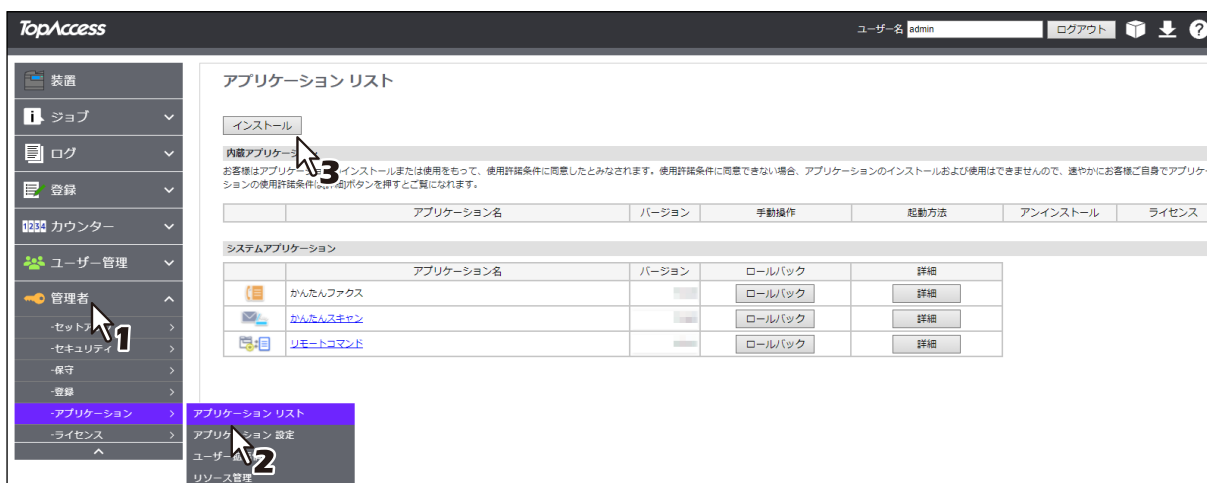 TopAccess
ユーザー名 admin ログアウト
装置
ジョブ
ログ
登録
1234 カウンター
ユーザー管理
管理者
1
-セットア
-セキュリティ
-保守
-登録
-アプリケーション
-ライセンス
アプリケーション リスト
アプリケーション 設定
ユーザー
2
リソース管理
アプリケーション リスト
インストール
3
内蔵アプリケーション
お客様はアプリケーションのインストールまたは使用をもって、使用許諾条件に同意したとみなされます。使用許諾条件に同意できない場合、アプリケーションのインストールおよび使用はできませんので、速やかにお客様ご自身でアプリケー
ションの使用許諾条件は[詳細]ボタンを押すとご覧になれます。
アプリケーション名 バージョン 手動操作 起動方法 アンインストール ライセンス
システムアプリケーション
アプリケーション名 バージョン ロールバック 詳細
かんたんファクス ロールバック 詳細
かんたんスキャン ロールバック 詳細
リモートコマンド ロールバック 詳細